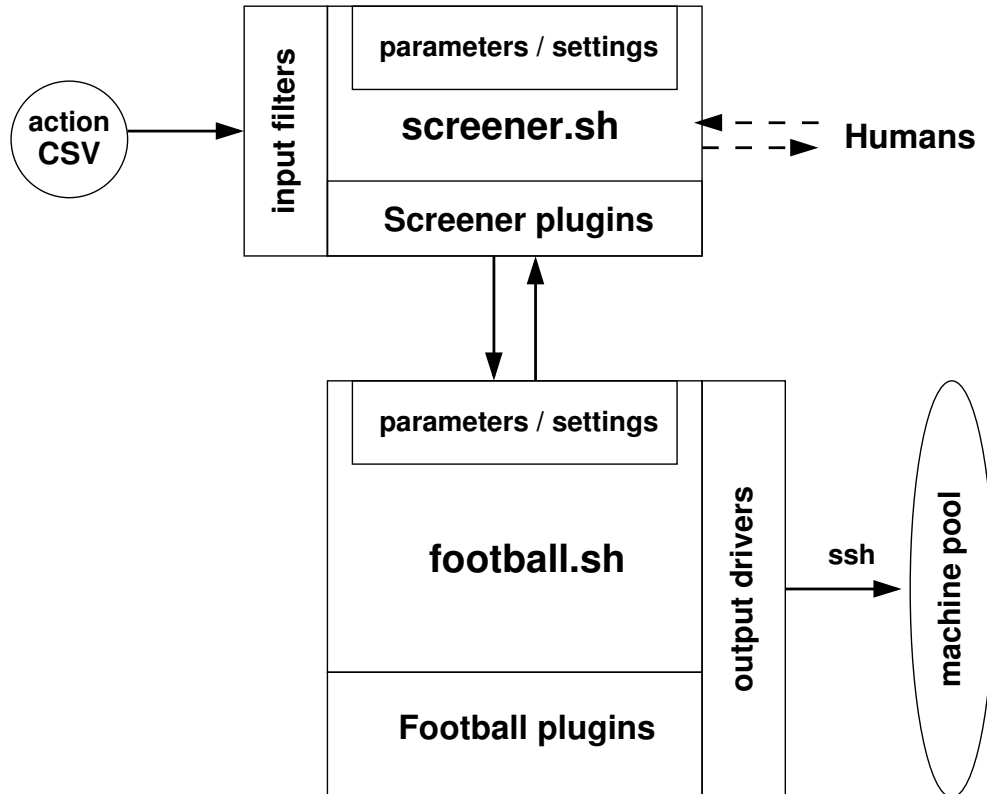 parameters / settings
action
CSV
input filters
screener.sh
Humans
Screener plugins
parameters / settings
football.sh
output drivers
ssh
machine pool
Football plugins